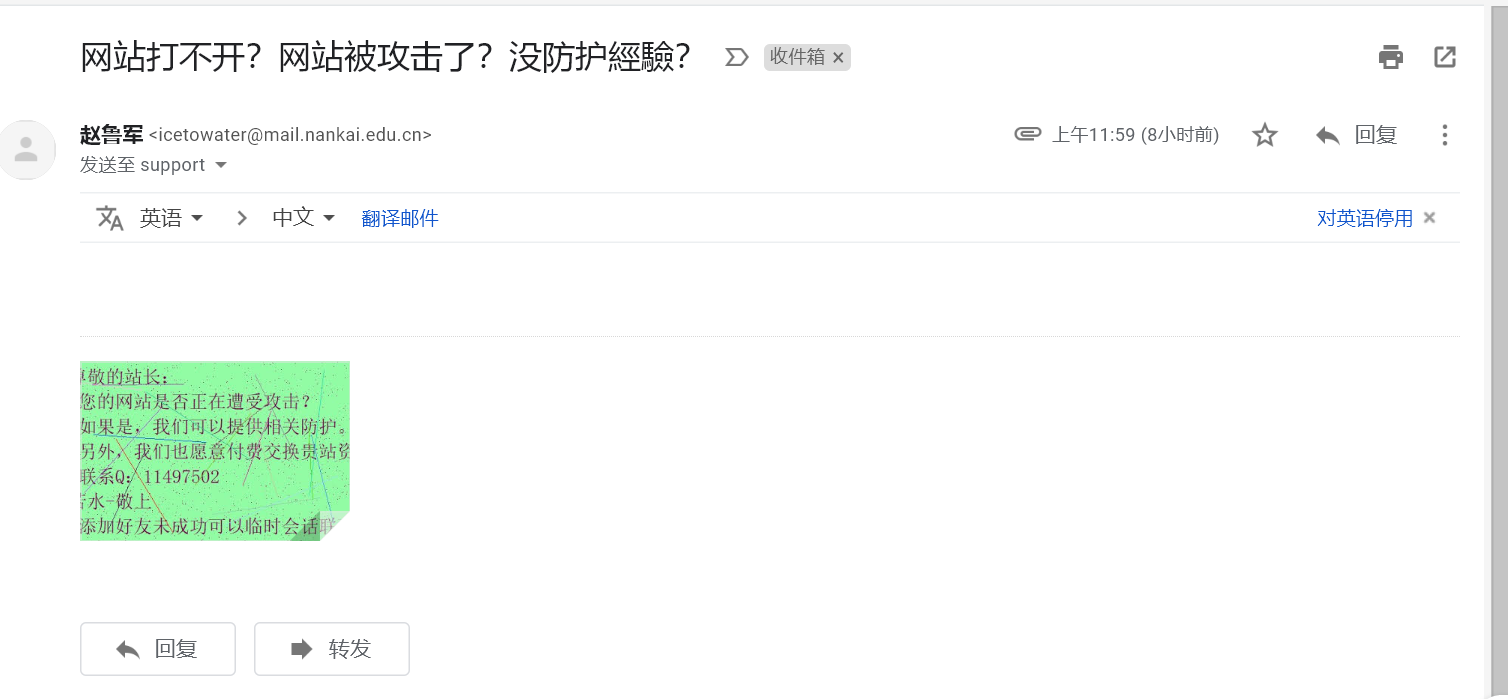 网站打不开？网站被攻击了？没防护經驗？
收件箱 ×
赵鲁军 <icetowater@mail.nankai.edu.cn>
上午11:59 (8小时前)
回复
发送至 support
英语
中文
翻译邮件
对英语停用 ×
敬的站长：
您的网站是否正在遭受攻击？
如果是，我们可以提供相关防护。
另外，我们也愿意付费交换贵站资
联系Q：11497502
水-敬上
添加好友未成功可以临时会话联
回复
转发